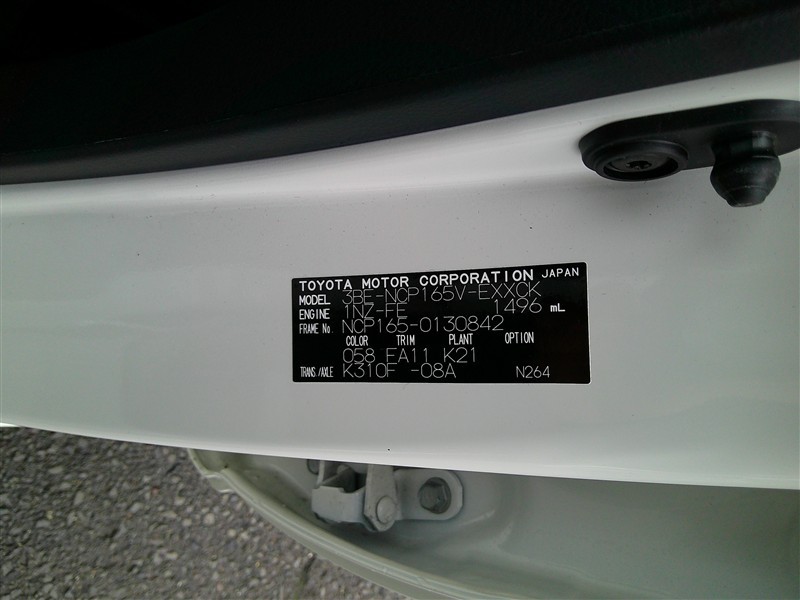 TOYOTA MOTOR CORPORATION JAPAN
MODEL 3BE-NCP165V-EXXCK
ENGINE 1NZ-FE 1496 mL
FRAME No. NCP165-0130842
COLOR TRIM PLANT OPTION
058 FA11 K21
TRANS/AXLE K310F -08A N264